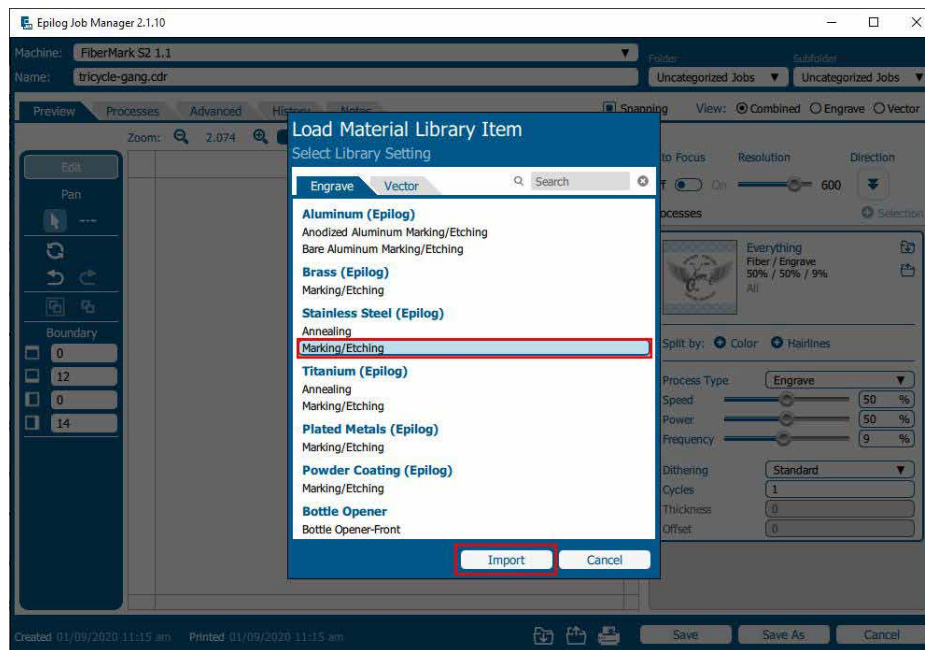 Epilog Job Manager 2.1.10
Machine: FiberMark S2 1.1
Folder Subfolder
Name: tricycle-gang.cdr Uncategorized Jobs Uncategorized Jobs
Preview Processes Advanced History Notes Snapping View: Combined Engrave Vector
Zoom: 2.074
Load Material Library Item
Select Library Setting
Engrave Vector Search
Aluminum (Epilog)
Anodized Aluminum Marking/Etching
Bare Aluminum Marking/Etching
Brass (Epilog)
Marking/Etching
Stainless Steel (Epilog)
Annealing
Marking/Etching
Titanium (Epilog)
Annealing
Marking/Etching
Plated Metals (Epilog)
Marking/Etching
Powder Coating (Epilog)
Marking/Etching
Bottle Opener
Bottle Opener-Front
Import Cancel
Edit
Pan
Boundary
0
12
0
14
to Focus Resolution Direction
On 600
Selection
Everything
Fiber / Engrave
50% / 50% / 9%
All
Split by: Color Hairlines
Process Type Engrave
Speed 50 %
Power 50 %
Frequency 9 %
Dithering Standard
Cycles 1
Thickness 0
Offset 0
Created 01/09/2020 11:15 am Printed 01/09/2020 11:15 am Save Save As Cancel